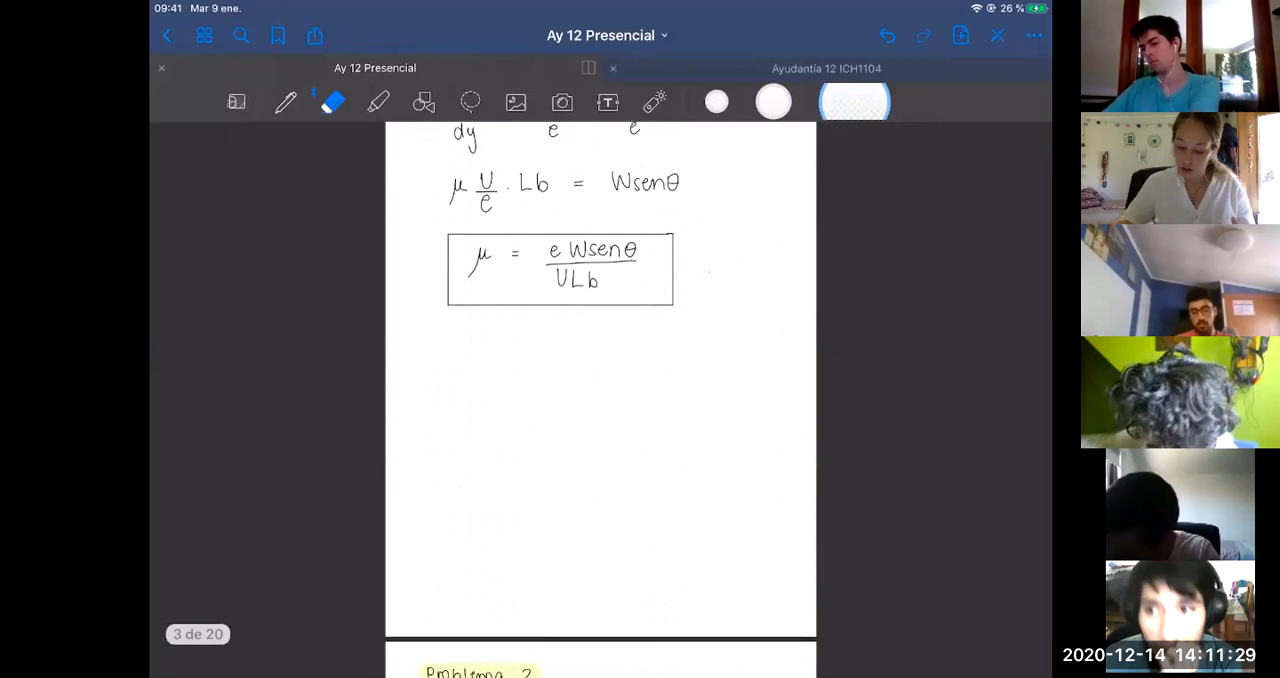 09:41 Mar 9 ene.
26 %
Ay 12 Presencial
Ay 12 Presencial
Ayudantía 12 ICH1104
T
dy e e
μ U/e · Lb = Wsenθ
μ = e Wsenθ / ULb
3 de 20
Problema 2
2020-12-14 14:11:29